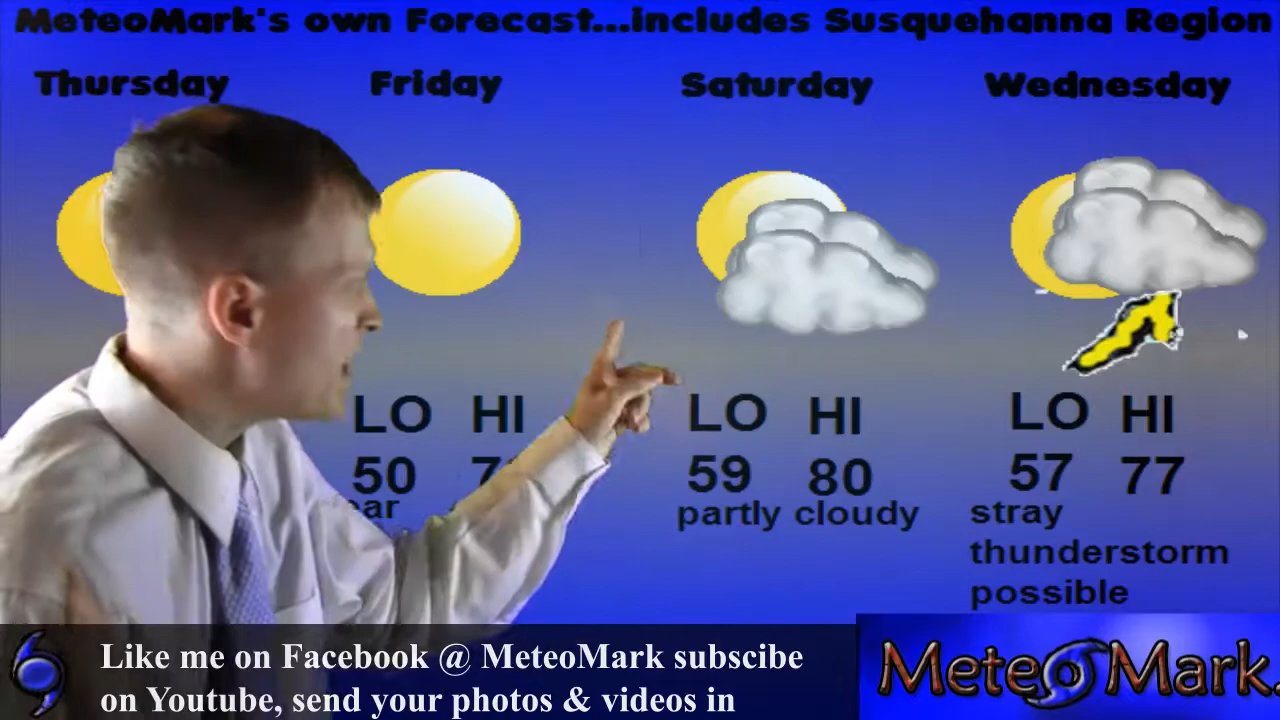 MeteoMark's own Forecast...includes Susquehanna Region
Thursday Friday Saturday Wednesday
LO HI LO HI LO HI
50 59 80 57 77
partly cloudy stray
thunderstorm
possible
Like me on Facebook @ MeteoMark subscibe
on Youtube, send your photos & videos in
MeteoMark.